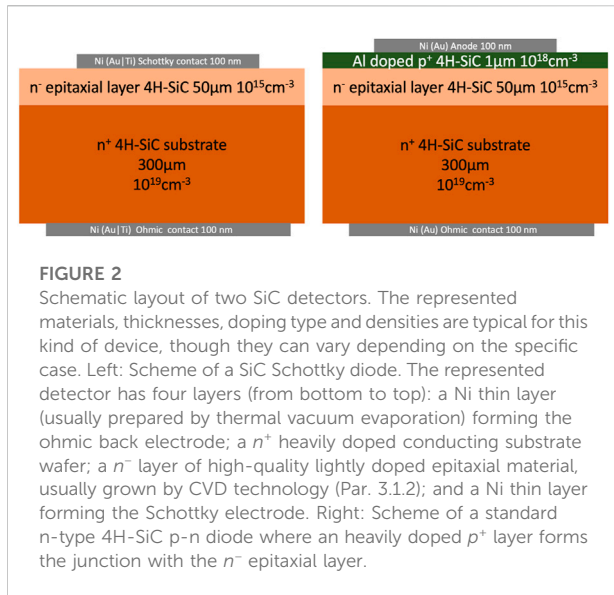 Ni (Au|Ti) Schottky contact 100 nm
n⁻ epitaxial layer 4H-SiC 50μm 10¹⁵cm⁻³
n⁺ 4H-SiC substrate
300μm
10¹⁹cm⁻³
Ni (Au|Ti) Ohmic contact 100 nm
Ni (Au) Anode 100 nm
Al doped p⁺ 4H-SiC 1μm 10¹⁸cm⁻³
n⁻ epitaxial layer 4H-SiC 50μm 10¹⁵cm⁻³
n⁺ 4H-SiC substrate
300μm
10¹⁹cm⁻³
Ni (Au) Ohmic contact 100 nm
FIGURE 2
Schematic layout of two SiC detectors. The represented
materials, thicknesses, doping type and densities are typical for this
kind of device, though they can vary depending on the specific
case. Left: Scheme of a SiC Schottky diode. The represented
detector has four layers (from bottom to top): a Ni thin layer
(usually prepared by thermal vacuum evaporation) forming the
ohmic back electrode; a n⁺ heavily doped conducting substrate
wafer; a n⁻ layer of high-quality lightly doped epitaxial material,
usually grown by CVD technology (Par. 3.1.2); and a Ni thin layer
forming the Schottky electrode. Right: Scheme of a standard
n-type 4H-SiC p-n diode where an heavily doped p⁺ layer forms
the junction with the n⁻ epitaxial layer.